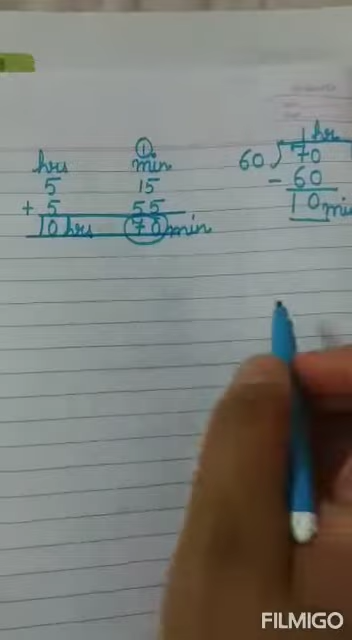 ①
hrs min
5 15
+ 5 55
10 hrs 70 min
1 hr
60 ) 70
- 60
10 min
FILMIGO